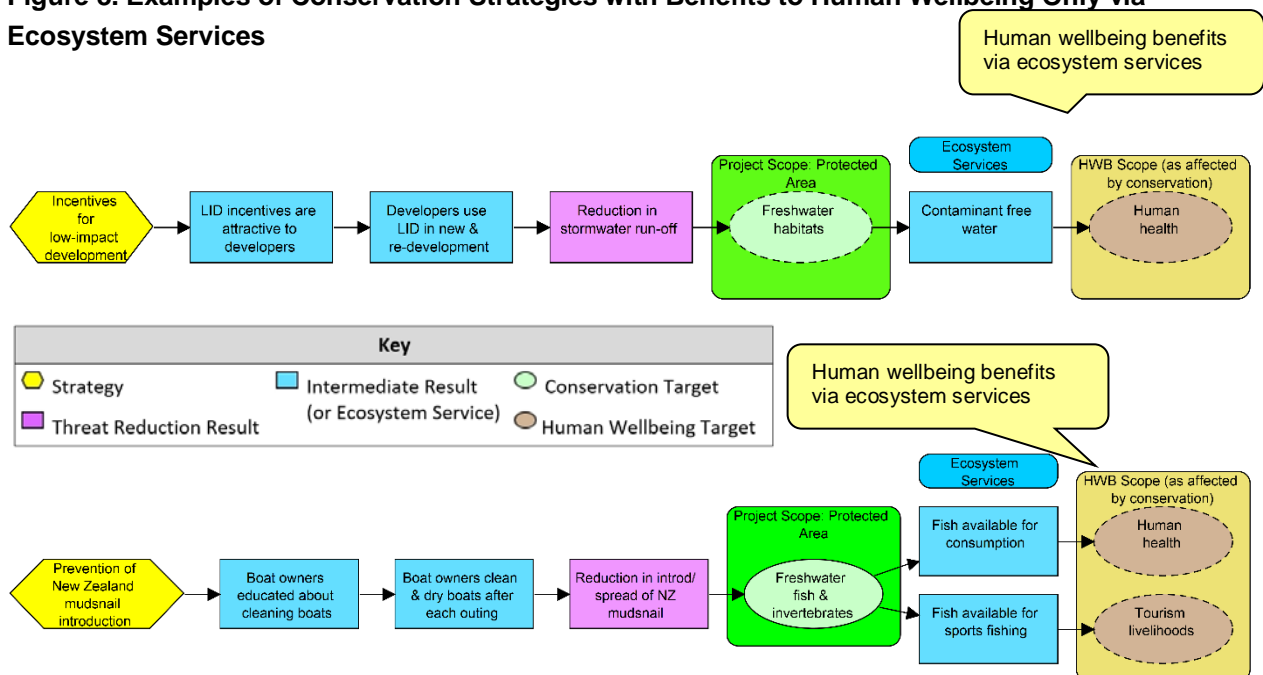 Figure 8. Examples of Conservation Strategies with Benefits to Human Wellbeing Only via
Ecosystem Services
Human wellbeing benefits
via ecosystem services
Incentives
for
low-impact
development
LID incentives are
attractive to
developers
Developers use
LID in new &
re-development
Reduction in
stormwater run-off
Project Scope: Protected
Area
Freshwater
habitats
Ecosystem
Services
Contaminant free
water
HWB Scope (as affected
by conservation)
Human
health
Key
Strategy
Threat Reduction Result
Intermediate Result
(or Ecosystem Service)
Conservation Target
Human Wellbeing Target
Human wellbeing benefits
via ecosystem services
Prevention of
New Zealand
mudsnail
introduction
Boat owners
educated about
cleaning boats
Boat owners clean
& dry boats after
each outing
Reduction in introd/
spread of NZ
mudsnail
Project Scope: Protected
Area
Freshwater
fish &
invertebrates
Ecosystem
Services
Fish available for
consumption
Fish available for
sports fishing
HWB Scope (as affected
by conservation)
Human
health
Tourism
livelihoods